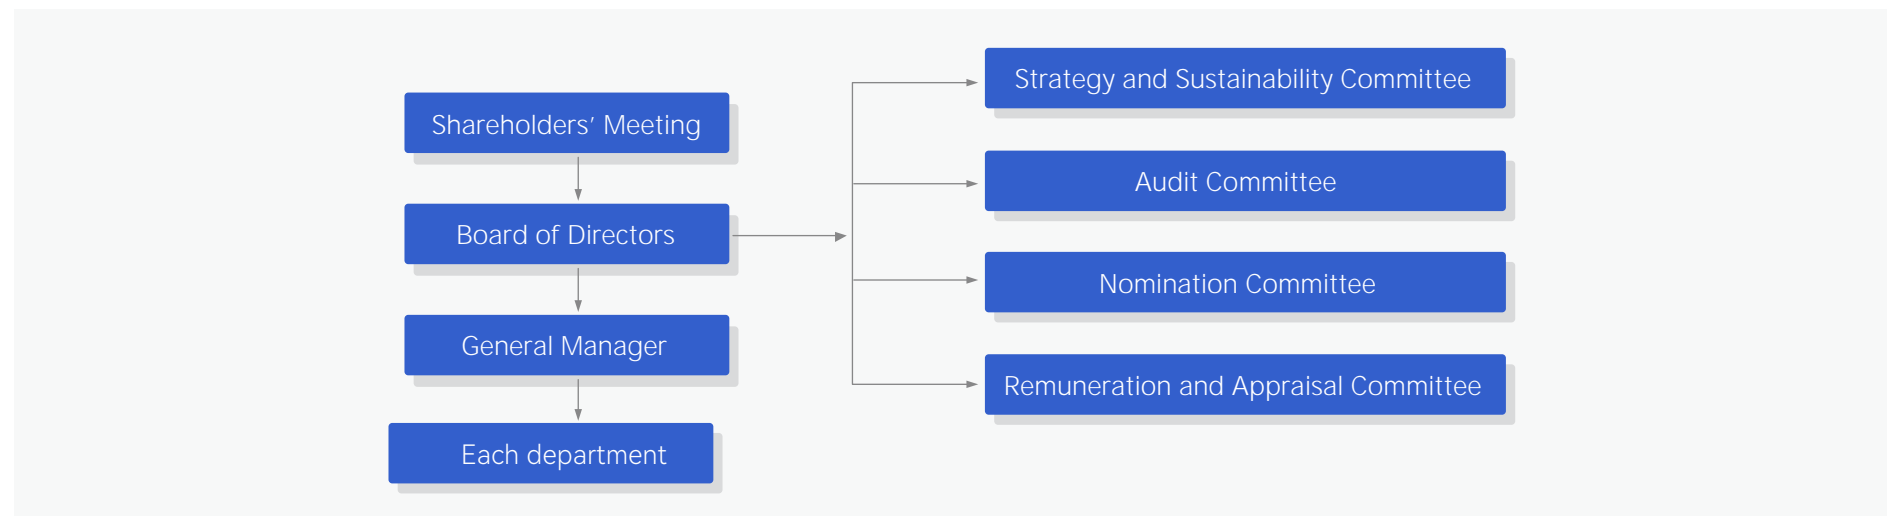 Shareholders’ Meeting
Board of Directors
General Manager
Each department
Strategy and Sustainability Committee
Audit Committee
Nomination Committee
Remuneration and Appraisal Committee